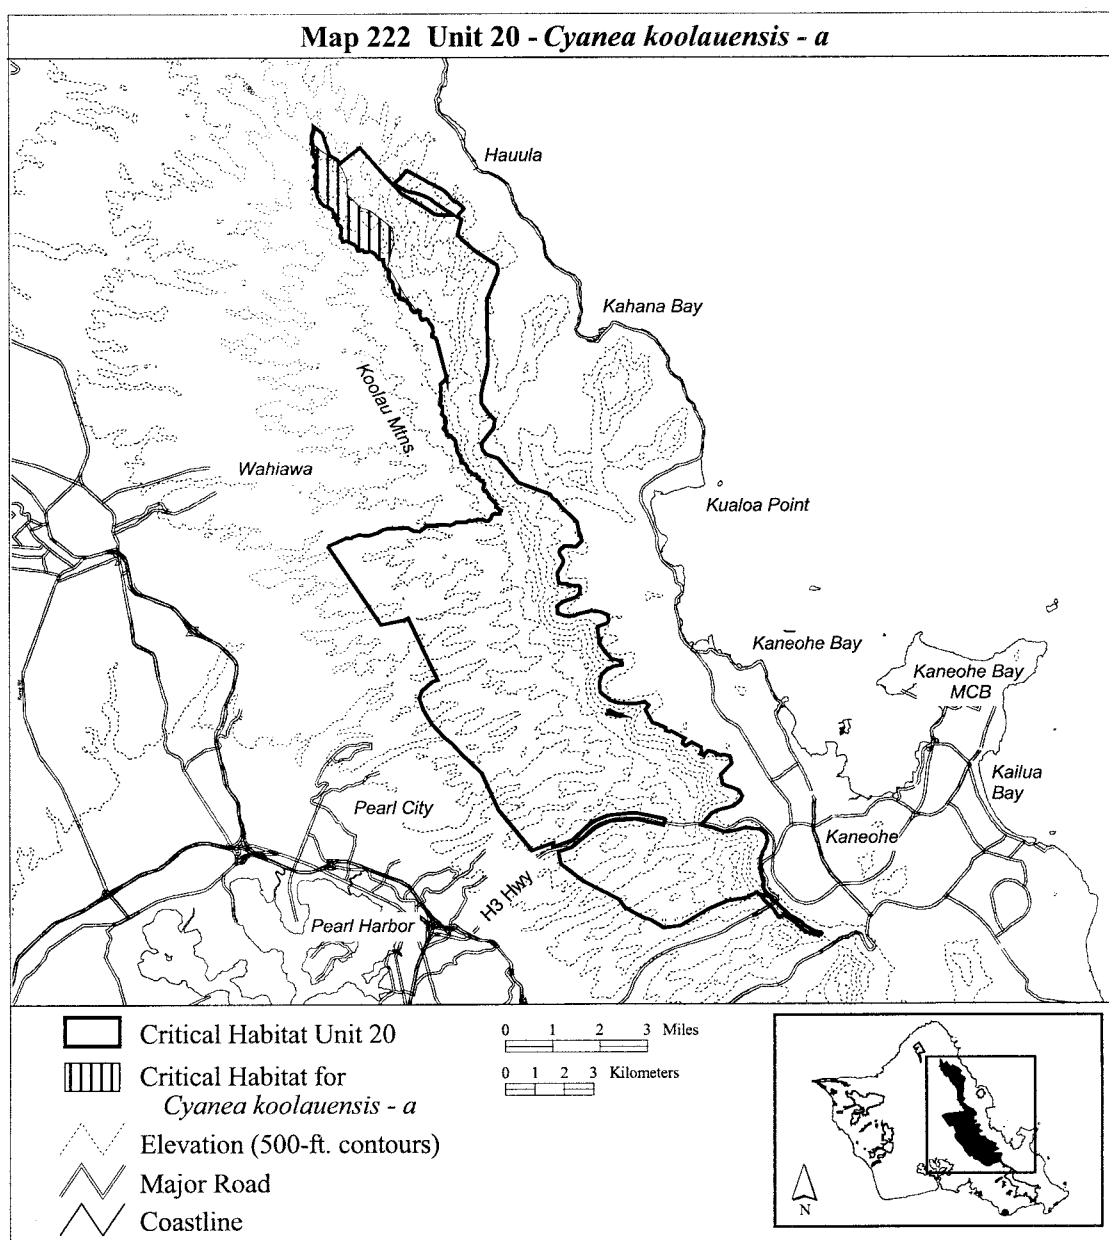 Map 222 Unit 20 - Cyanea koolauensis - a
Hauula
Kahana Bay
Koolau Mtns
Wahiawa
Kualoa Point
Kaneohe Bay
Kaneohe Bay
MCB
Kailua
Bay
Pearl City
Kaneohe
H3 Hwy
Pearl Harbor
Critical Habitat Unit 20
Critical Habitat for
Cyanea koolauensis - a
Elevation (500-ft. contours)
Major Road
Coastline
0 1 2 3 Miles
0 1 2 3 Kilometers
N